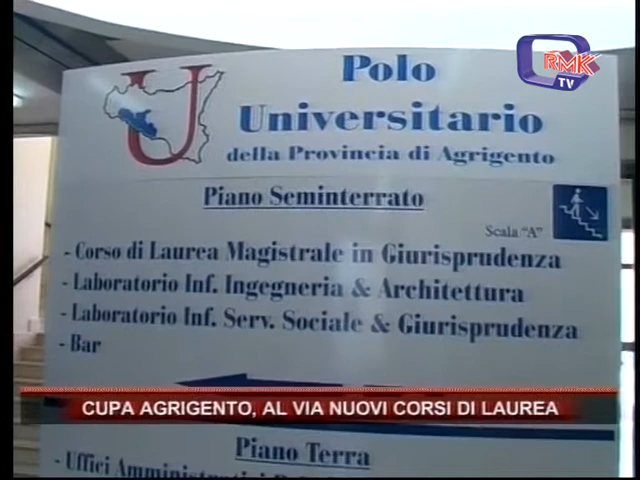 RMK
TV
U
Polo
Universitario
della Provincia di Agrigento
Piano Seminterrato
Scala "A"
- Corso di Laurea Magistrale in Giurisprudenza
- Laboratorio Inf. Ingegneria & Architettura
- Laboratorio Inf. Serv. Sociale & Giurisprudenza
- Bar
CUPA AGRIGENTO, AL VIA NUOVI CORSI DI LAUREA
Piano Terra
- Uffici Amministrativi